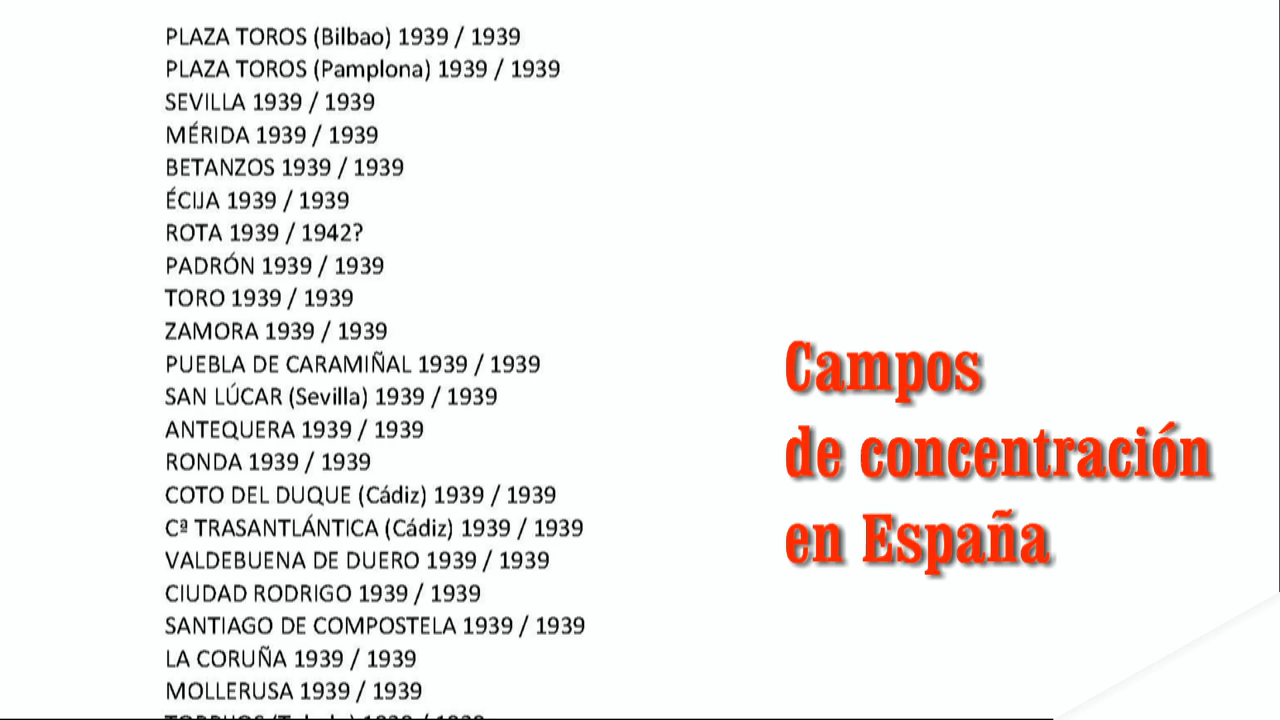 PLAZA TOROS (Bilbao) 1939 / 1939
PLAZA TOROS (Pamplona) 1939 / 1939
SEVILLA 1939 / 1939
MÉRIDA 1939 / 1939
BETANZOS 1939 / 1939
ÉCIJA 1939 / 1939
ROTA 1939 / 1942?
PADRÓN 1939 / 1939
TORO 1939 / 1939
ZAMORA 1939 / 1939
PUEBLA DE CARAMIÑAL 1939 / 1939
SAN LÚCAR (Sevilla) 1939 / 1939
ANTEQUERA 1939 / 1939
RONDA 1939 / 1939
COTO DEL DUQUE (Cádiz) 1939 / 1939
Cª TRASANTLÁNTICA (Cádiz) 1939 / 1939
VALDEBUENA DE DUERO 1939 / 1939
CIUDAD RODRIGO 1939 / 1939
SANTIAGO DE COMPOSTELA 1939 / 1939
LA CORUÑA 1939 / 1939
MOLLERUSA 1939 / 1939
Campos
de concentración
en España